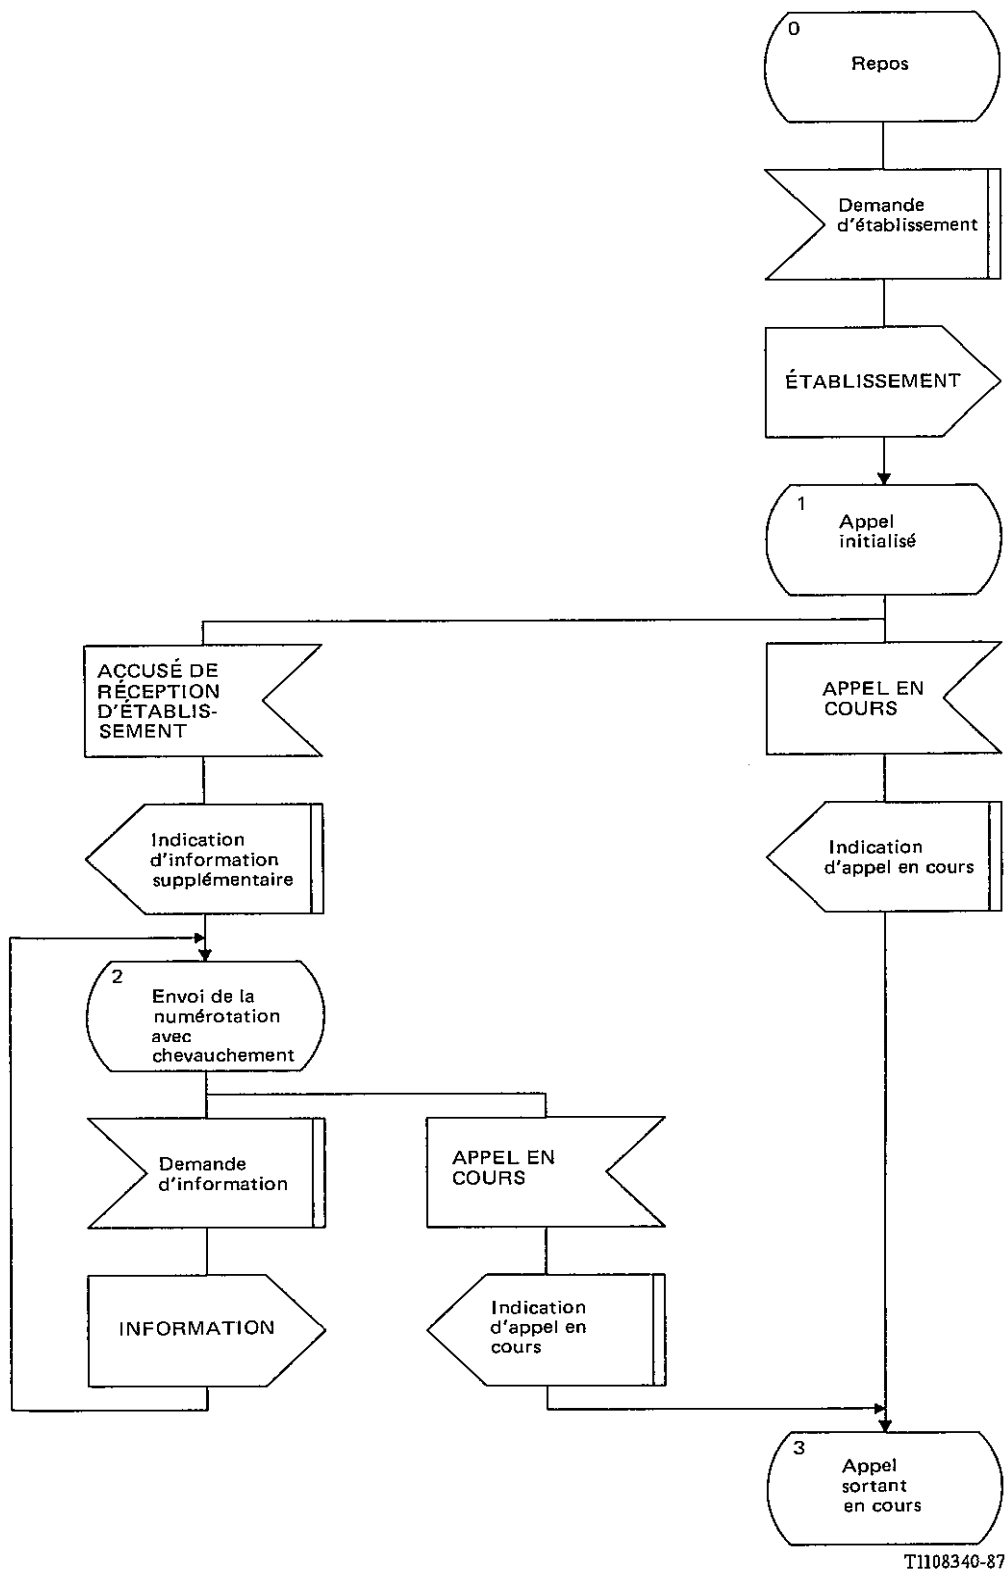 0
Repos
Demande
d'établissement
ÉTABLISSEMENT
1
Appel
initialisé
ACCUSÉ DE
RÉCEPTION
D'ÉTABLIS-
SEMENT
APPEL EN
COURS
Indication
d'information
supplémentaire
Indication
d'appel en cours
2
Envoi de la
numérotation
avec
chevauchement
Demande
d'information
APPEL EN
COURS
INFORMATION
Indication
d'appel en
cours
3
Appel
sortant
en cours
T1108340-87